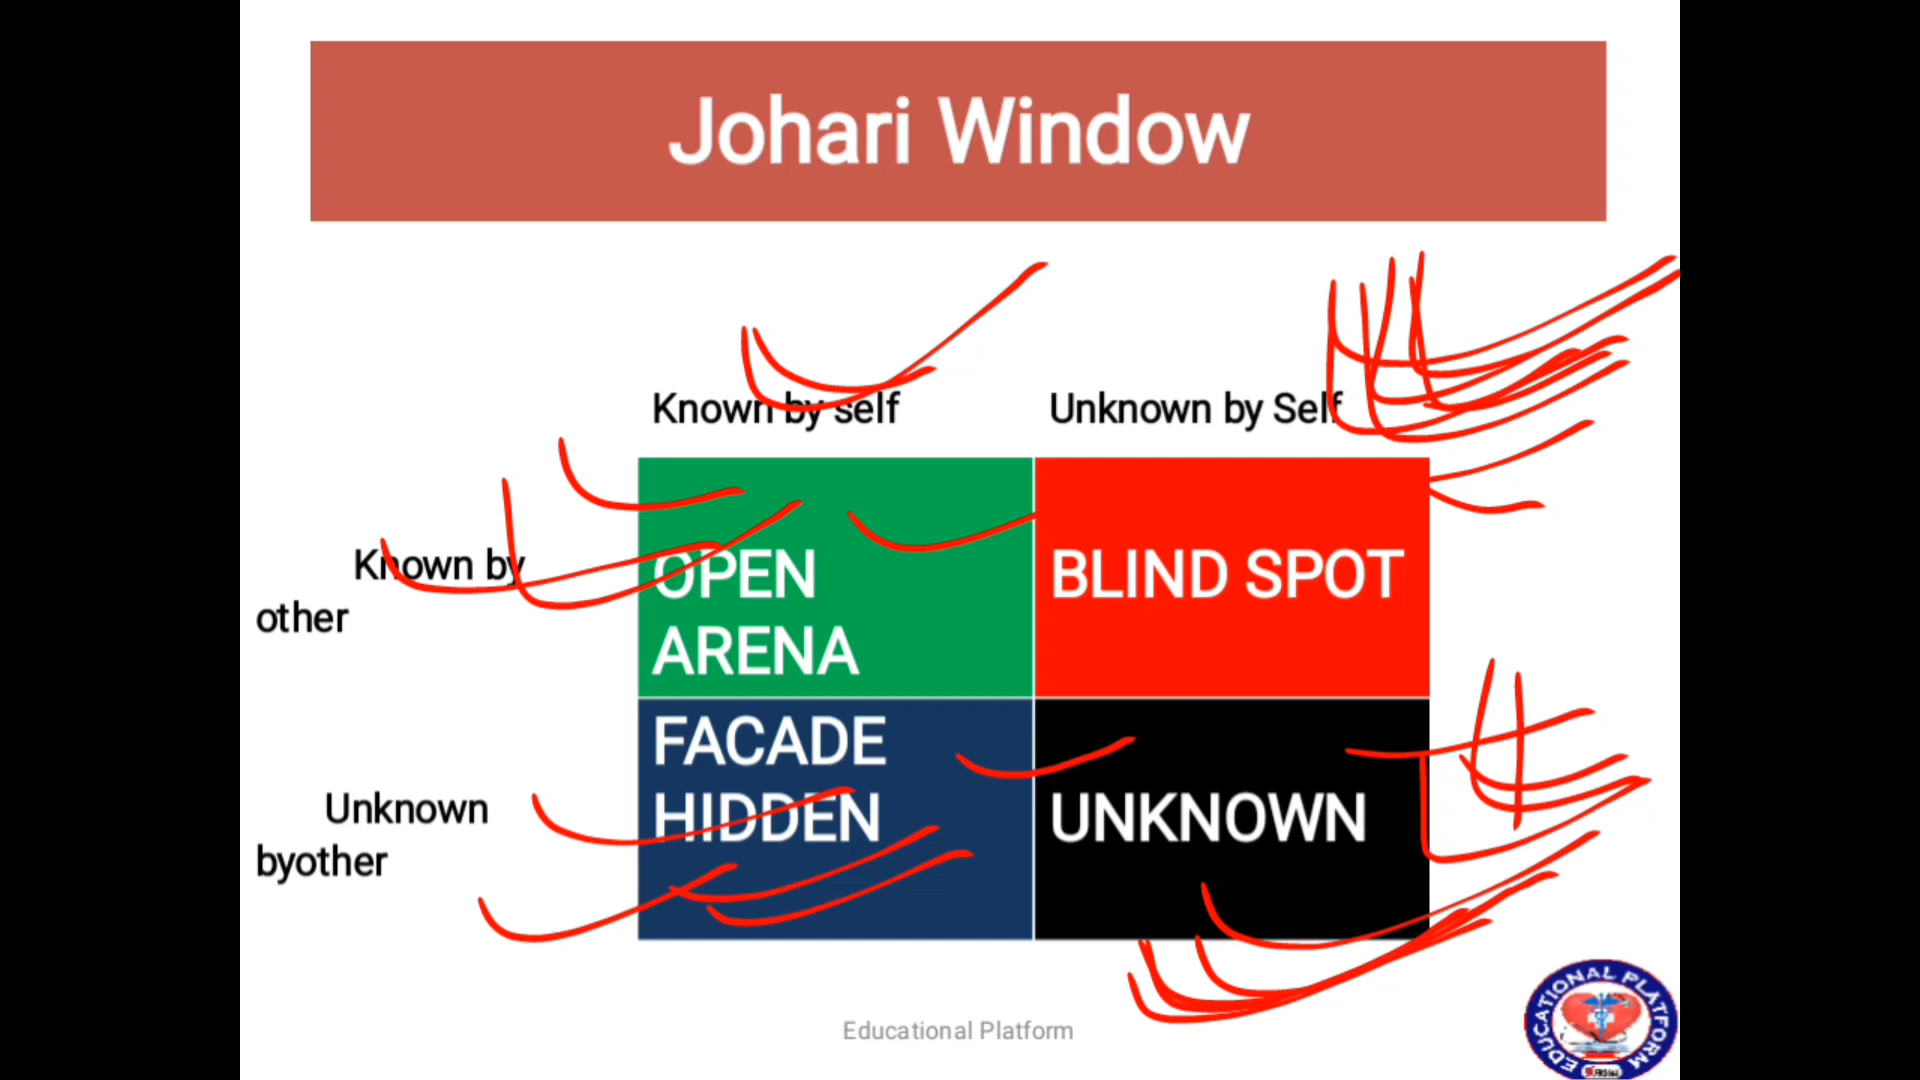 Johari Window
Known by self
Unknown by Self
Known by
other
OPEN
ARENA
BLIND SPOT
Unknown
byother
FACADE
HIDDEN
UNKNOWN
Educational Platform
EDUCATIONAL PLATFORM